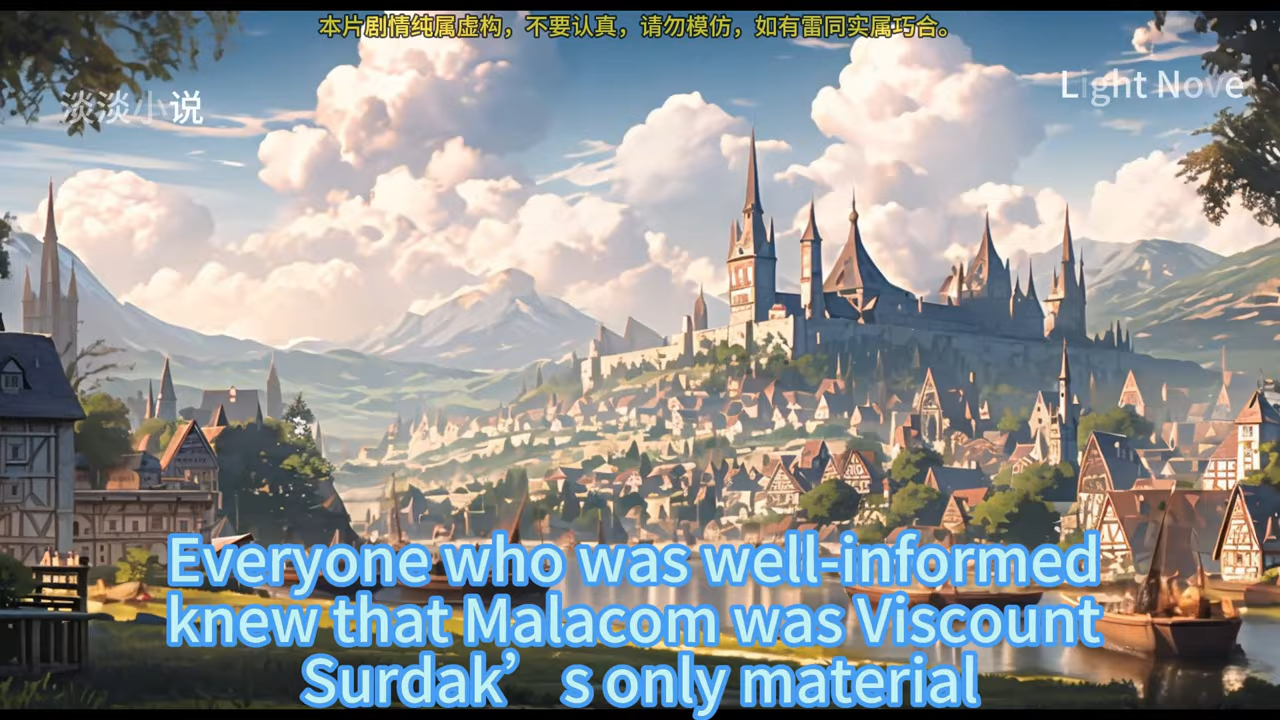 本片剧情纯属虚构，不要认真，请勿模仿，如有雷同实属巧合。
淡淡小说
Light Nove
Everyone who was well-informed
knew that Malacom was Viscount
Surdak’s only material